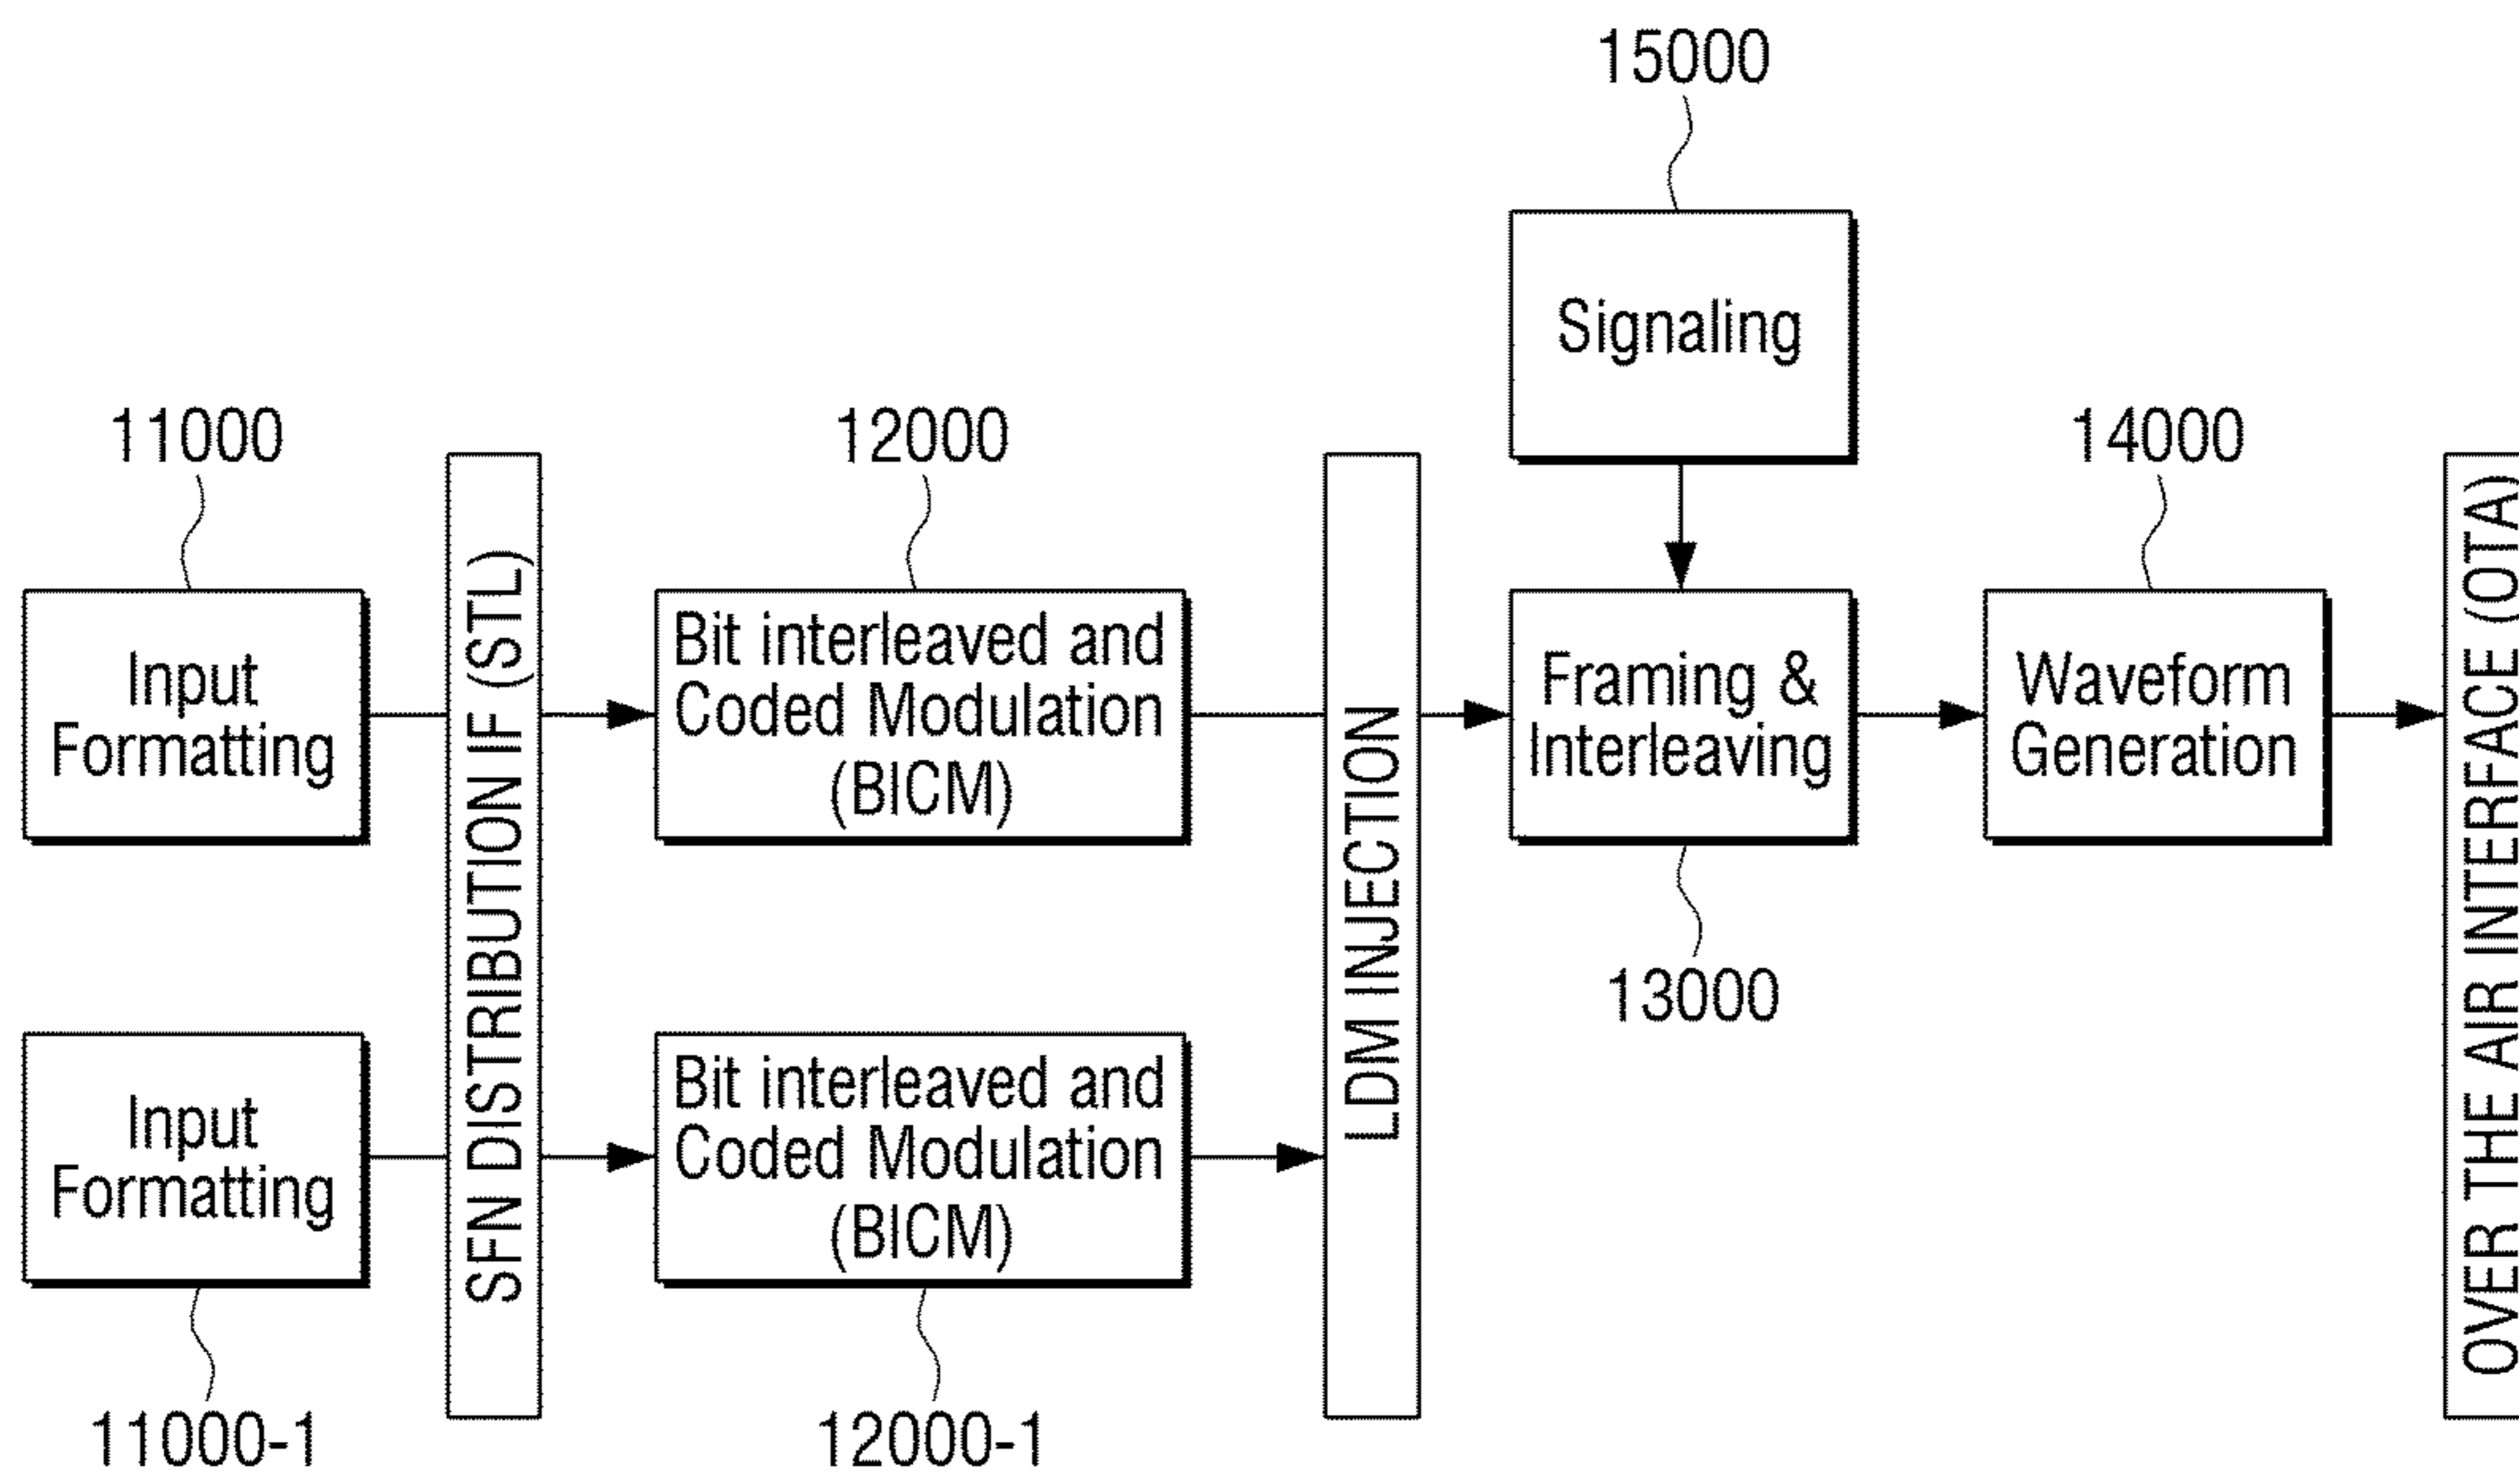 15000
Signaling
11000
12000
14000
Input
Formatting
SFN DISTRIBUTION IF (STL)
Bit interleaved and
Coded Modulation
(BICM)
LDM INJECTION
Framing &
Interleaving
Waveform
Generation
OVER THE AIR INTERFACE (OTA)
13000
Input
Formatting
Bit interleaved and
Coded Modulation
(BICM)
11000-1
12000-1